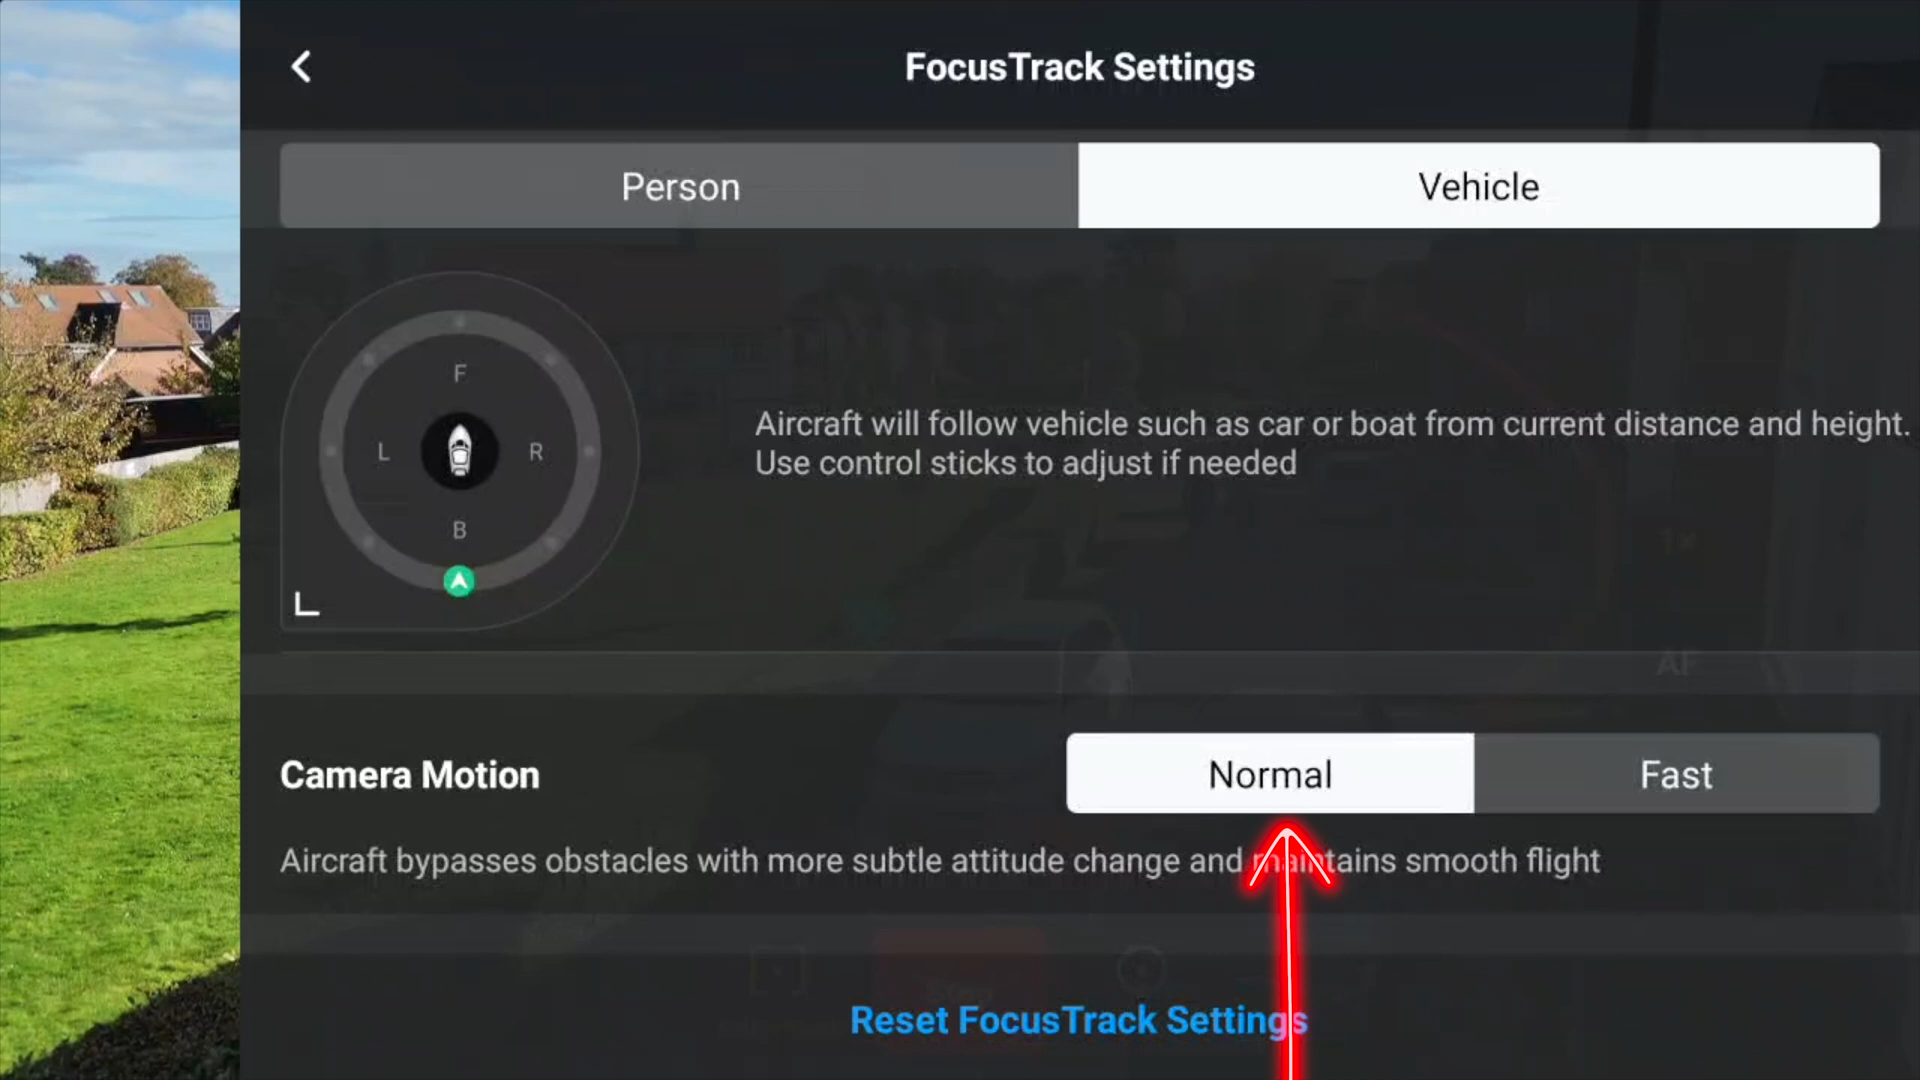 FocusTrack Settings
Person
Vehicle
F
L
R
B
Aircraft will follow vehicle such as car or boat from current distance and height.
Use control sticks to adjust if needed
Camera Motion
Normal
Fast
Aircraft bypasses obstacles with more subtle attitude change and maintains smooth flight
Reset FocusTrack Settings
AF